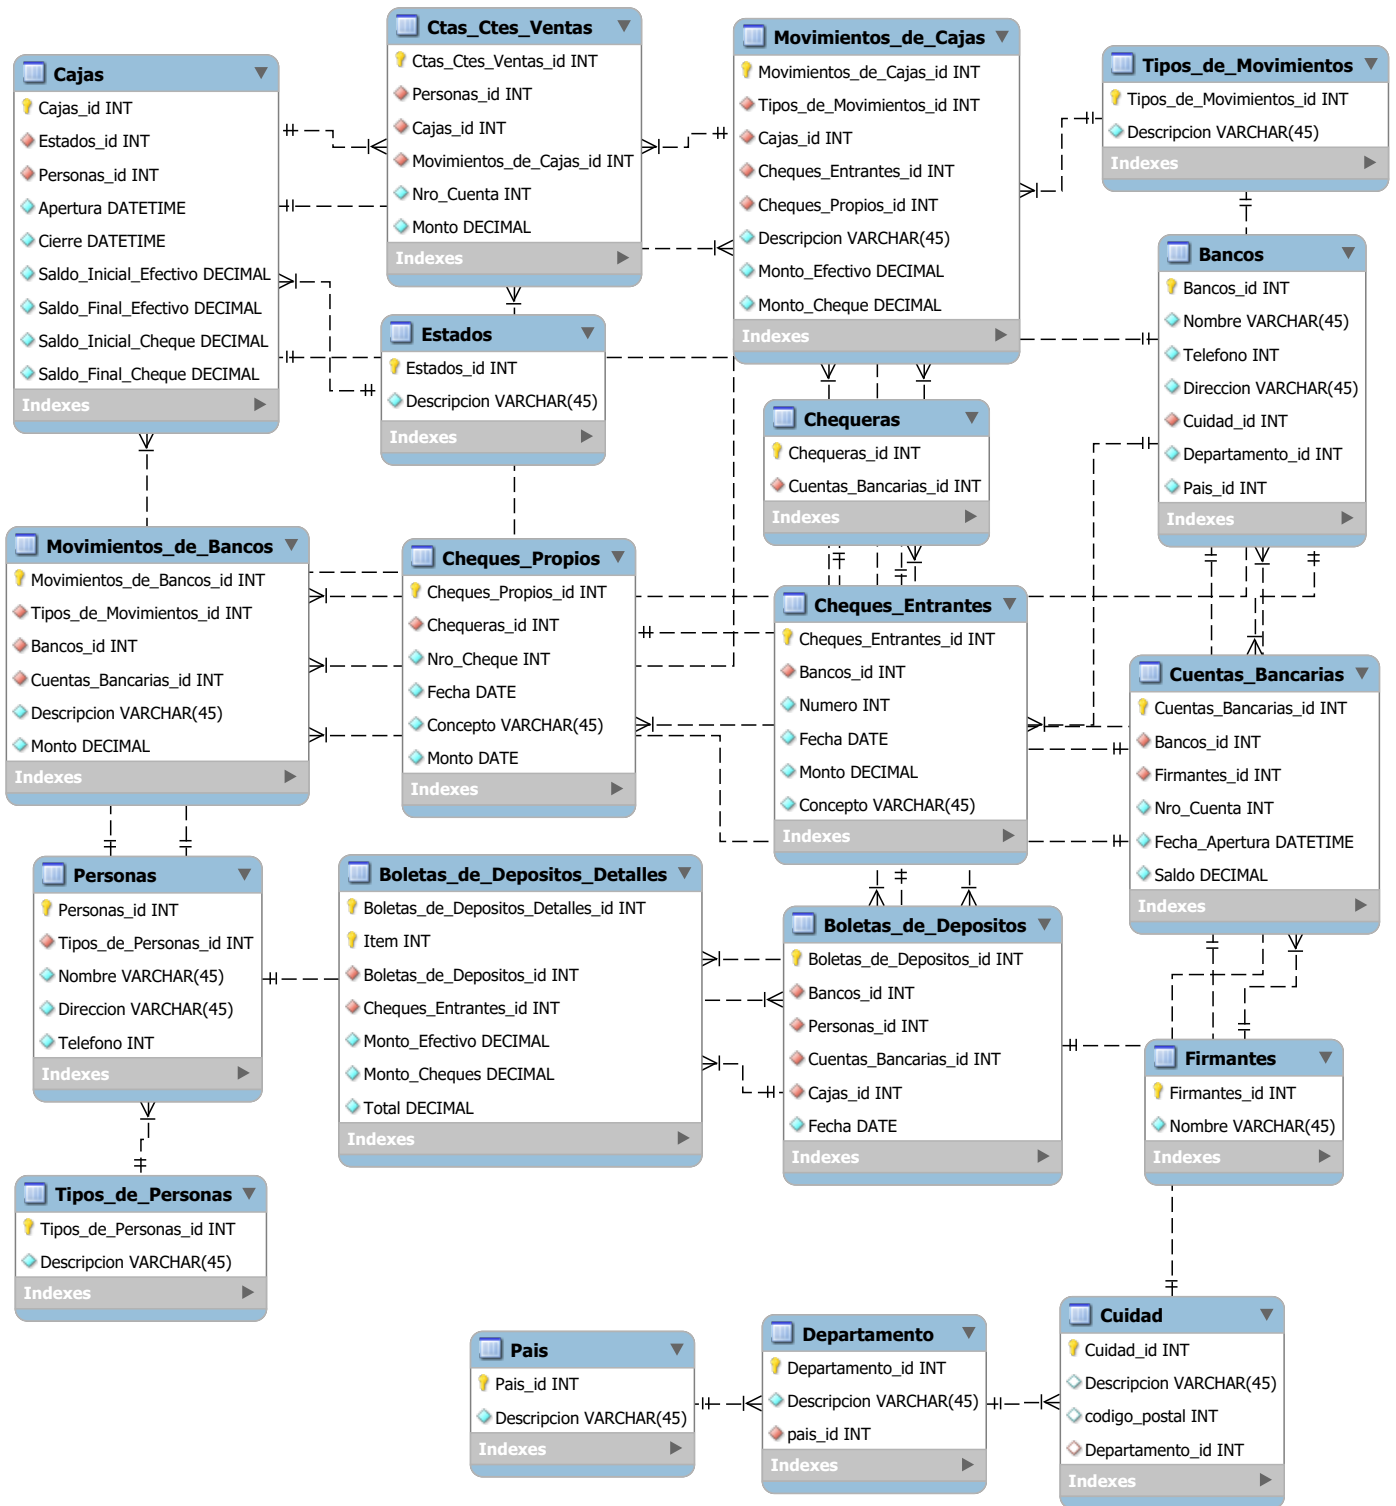 Cajas
Cajas_id INT
Estados_id INT
Personas_id INT
Apertura DATETIME
Cierre DATETIME
Saldo_Inicial_Efectivo DECIMAL
Saldo_Final_Efectivo DECIMAL
Saldo_Inicial_Cheque DECIMAL
Saldo_Final_Cheque DECIMAL
Indexes
Ctas_Ctes_Ventas
Ctas_Ctes_Ventas_id INT
Personas_id INT
Cajas_id INT
Movimientos_de_Cajas_id INT
Nro_Cuenta INT
Monto DECIMAL
Indexes
Movimientos_de_Cajas
Movimientos_de_Cajas_id INT
Tipos_de_Movimientos_id INT
Cajas_id INT
Cheques_Entrantes_id INT
Cheques_Propios_id INT
Descripcion VARCHAR(45)
Monto_Efectivo DECIMAL
Monto_Cheque DECIMAL
Indexes
Tipos_de_Movimientos
Tipos_de_Movimientos_id INT
Descripcion VARCHAR(45)
Indexes
Bancos
Bancos_id INT
Nombre VARCHAR(45)
Telefono INT
Direccion VARCHAR(45)
Cuidad_id INT
Departamento_id INT
Pais_id INT
Indexes
Estados
Estados_id INT
Descripcion VARCHAR(45)
Indexes
Chequeras
Chequeras_id INT
Cuentas_Bancarias_id INT
Indexes
Movimientos_de_Bancos
Movimientos_de_Bancos_id INT
Tipos_de_Movimientos_id INT
Bancos_id INT
Cuentas_Bancarias_id INT
Descripcion VARCHAR(45)
Monto DECIMAL
Indexes
Cheques_Propios
Cheques_Propios_id INT
Chequeras_id INT
Nro_Cheque INT
Fecha DATE
Concepto VARCHAR(45)
Monto DATE
Indexes
Cheques_Entrantes
Cheques_Entrantes_id INT
Bancos_id INT
Numero INT
Fecha DATE
Monto DECIMAL
Concepto VARCHAR(45)
Indexes
Cuentas_Bancarias
Cuentas_Bancarias_id INT
Bancos_id INT
Firmantes_id INT
Nro_Cuenta INT
Fecha_Apertura DATETIME
Saldo DECIMAL
Indexes
Personas
Personas_id INT
Tipos_de_Personas_id INT
Nombre VARCHAR(45)
Direccion VARCHAR(45)
Telefono INT
Indexes
Boletas_de_Depositos_Detalles
Boletas_de_Depositos_Detalles_id INT
Item INT
Boletas_de_Depositos_id INT
Cheques_Entrantes_id INT
Monto_Efectivo DECIMAL
Monto_Cheques DECIMAL
Total DECIMAL
Indexes
Boletas_de_Depositos
Boletas_de_Depositos_id INT
Bancos_id INT
Personas_id INT
Cuentas_Bancarias_id INT
Cajas_id INT
Fecha DATE
Indexes
Firmantes
Firmantes_id INT
Nombre VARCHAR(45)
Indexes
Tipos_de_Personas
Tipos_de_Personas_id INT
Descripcion VARCHAR(45)
Indexes
Pais
Pais_id INT
Descripcion VARCHAR(45)
Indexes
Departamento
Departamento_id INT
Descripcion VARCHAR(45)
pais_id INT
Indexes
Cuidad
Cuidad_id INT
Descripcion VARCHAR(45)
codigo_postal INT
Departamento_id INT
Indexes